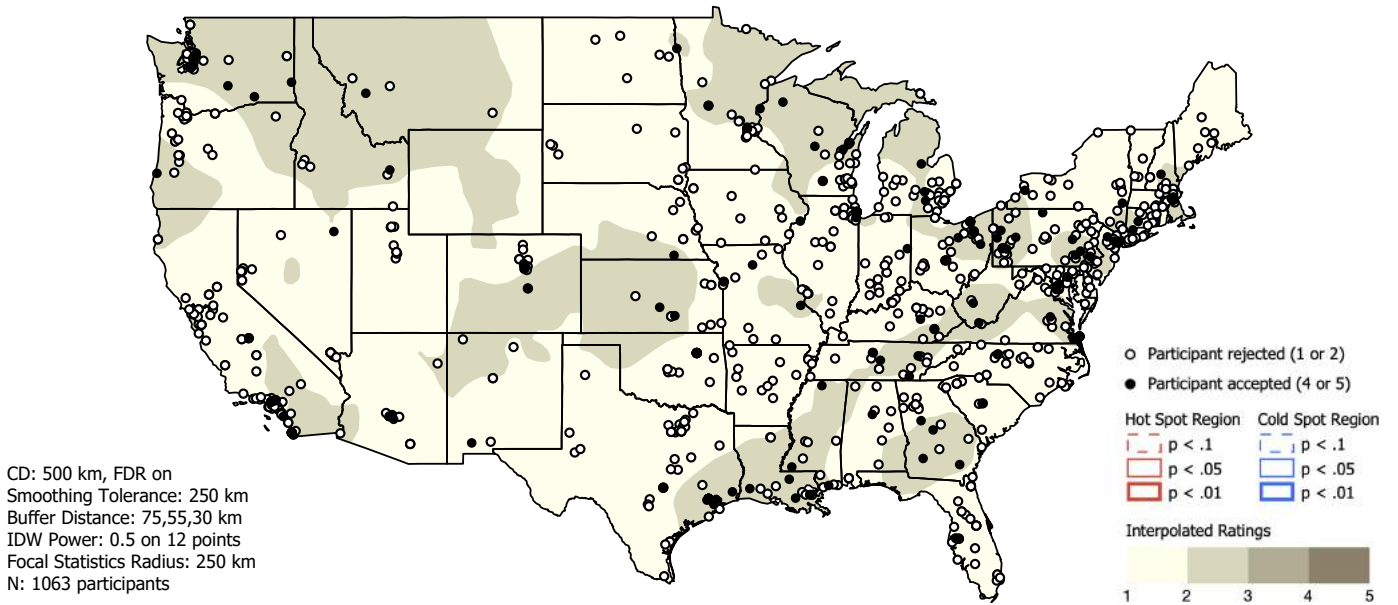 Participant rejected (1 or 2)
Participant accepted (4 or 5)
Hot Spot Region Cold Spot Region
p < .1 p < .1
p < .05 p < .05
p < .01 p < .01
Interpolated Ratings
1 2 3 4 5
CD: 500 km, FDR on
Smoothing Tolerance: 250 km
Buffer Distance: 75,55,30 km
IDW Power: 0.5 on 12 points
Focal Statistics Radius: 250 km
N: 1063 participants